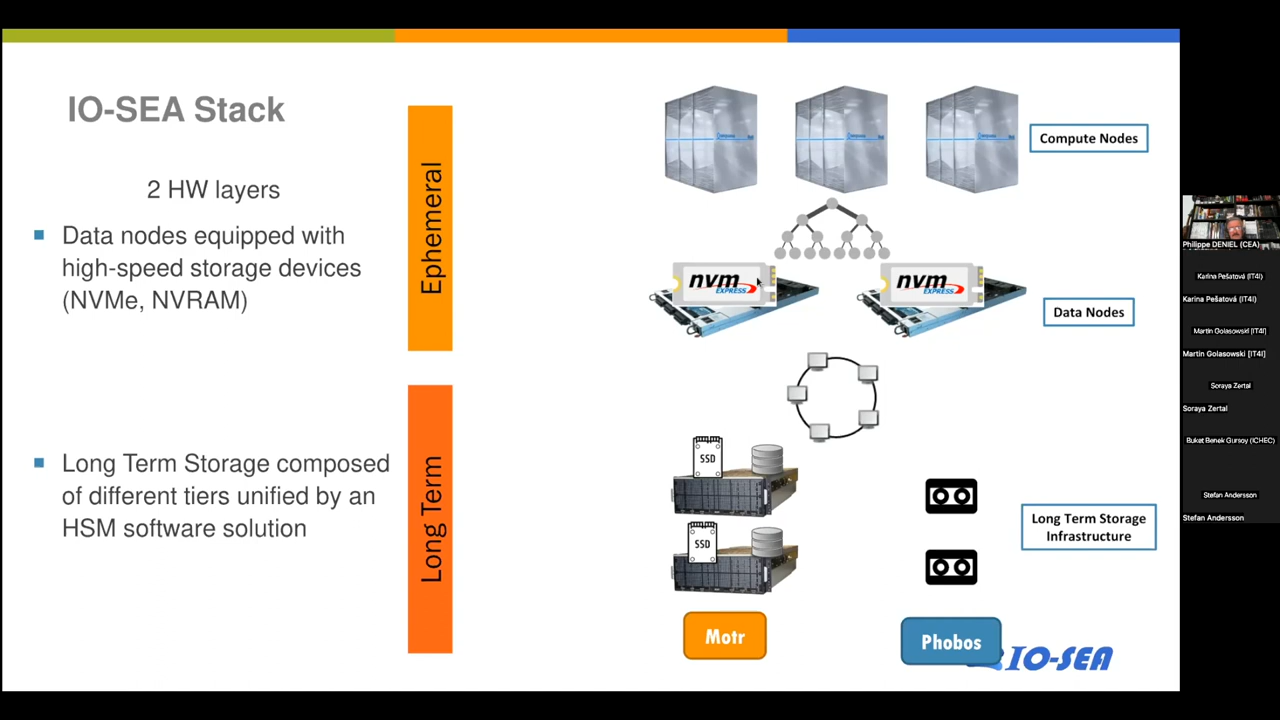 IO-SEA Stack
2 HW layers
Data nodes equipped with
high-speed storage devices
(NVMe, NVRAM)
Long Term Storage composed
of different tiers unified by an
HSM software solution
Ephemeral
Long Term
Compute Nodes
nvm
EXPRESS
nvm
EXPRESS
Data Nodes
SSD
SSD
Long Term Storage
Infrastructure
Motr
Phobos
IO-SEA
Philippe DENIEL (CEA)
Karina Pešatová (IT4I)
Karina Pešatová (IT4I)
Martin Golasowski [IT4I]
Martin Golasowski [IT4I]
Soraya Zertal
Soraya Zertal
Buket Benek Gursoy (ICHEC)
Stefan Andersson
Stefan Andersson